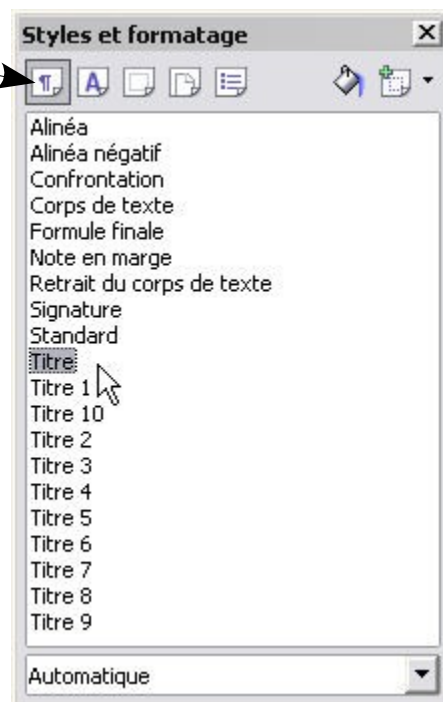 Styles et formatage
Alinéa
Alinéa négatif
Confrontation
Corps de texte
Formule finale
Note en marge
Retrait du corps de texte
Signature
Standard
Titre
Titre 1
Titre 10
Titre 2
Titre 3
Titre 4
Titre 5
Titre 6
Titre 7
Titre 8
Titre 9
Automatique